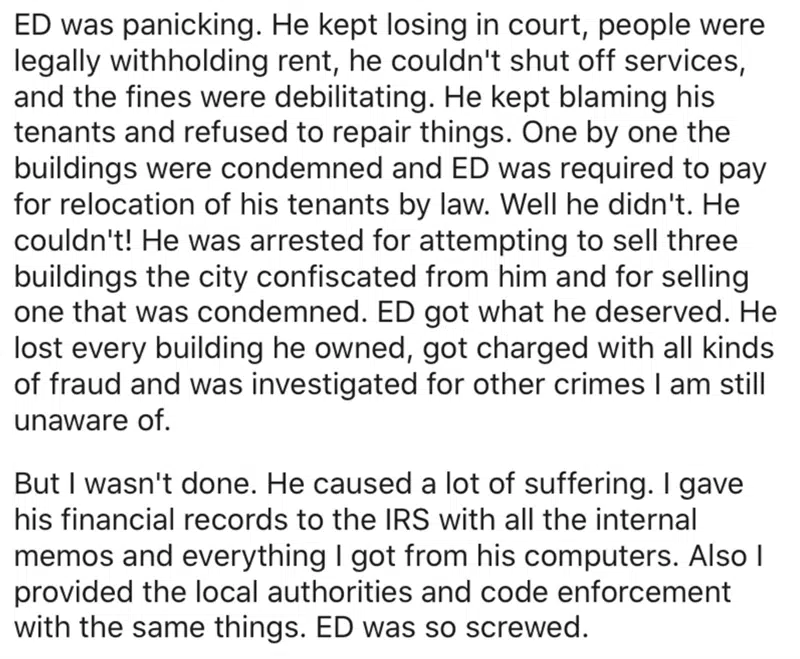 ED was panicking. He kept losing in court, people were
legally withholding rent, he couldn't shut off services,
and the fines were debilitating. He kept blaming his
tenants and refused to repair things. One by one the
buildings were condemned and ED was required to pay
for relocation of his tenants by law. Well he didn't. He
couldn't! He was arrested for attempting to sell three
buildings the city confiscated from him and for selling
one that was condemned. ED got what he deserved. He
lost every building he owned, got charged with all kinds
of fraud and was investigated for other crimes I am still
unaware of.
But I wasn't done. He caused a lot of suffering. I gave
his financial records to the IRS with all the internal
memos and everything I got from his computers. Also I
provided the local authorities and code enforcement
with the same things. ED was so screwed.